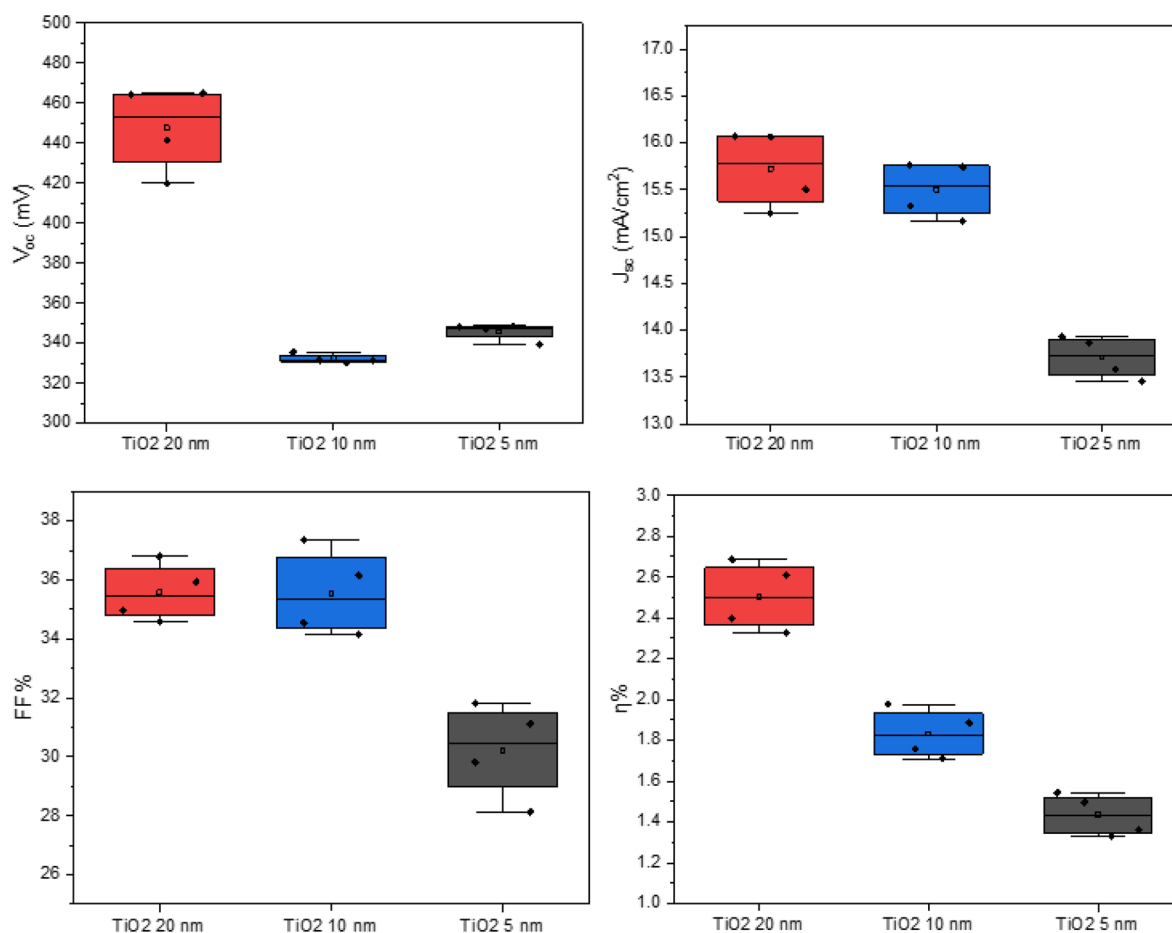 500
480
460
440
420
400
380
360
340
320
300
V_oc (mV)
TiO2 20 nm
TiO2 10 nm
TiO2 5 nm
17.0
16.5
16.0
15.5
15.0
14.5
14.0
13.5
13.0
J_sc (mA/cm²)
TiO2 20 nm
TiO2 10 nm
TiO2 5 nm
38
36
34
32
30
28
26
FF %
TiO2 20 nm
TiO2 10 nm
TiO2 5 nm
3.0
2.8
2.6
2.4
2.2
2.0
1.8
1.6
1.4
1.2
1.0
η%
TiO2 20 nm
TiO2 10 nm
TiO2 5 nm